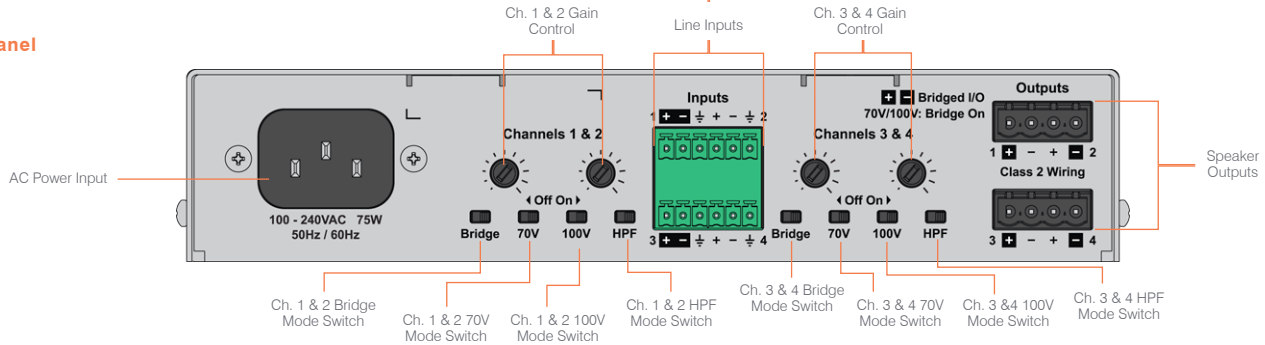 anel
Ch. 1 & 2 Gain
Control
Line Inputs
Ch. 3 & 4 Gain
Control
Inputs
1 + − ⏚ + − ⏚ 2
Channels 1 & 2
Channels 3 & 4
+ − Bridged I/O
70V/100V: Bridge On
Outputs
1 + − + − 2
Class 2 Wiring
AC Power Input
Speaker
Outputs
100 - 240VAC 75W
50Hz / 60Hz
Off On
Bridge 70V 100V HPF
3 + − ⏚ + − ⏚ 4
Off On
Bridge 70V 100V HPF
3 + − + − 4
Ch. 1 & 2 Bridge
Mode Switch
Ch. 1 & 2 70V
Mode Switch
Ch. 1 & 2 100V
Mode Switch
Ch. 1 & 2 HPF
Mode Switch
Ch. 3 & 4 Bridge
Mode Switch
Ch. 3 & 4 70V
Mode Switch
Ch. 3 &4 100V
Mode Switch
Ch. 3 & 4 HPF
Mode Switch